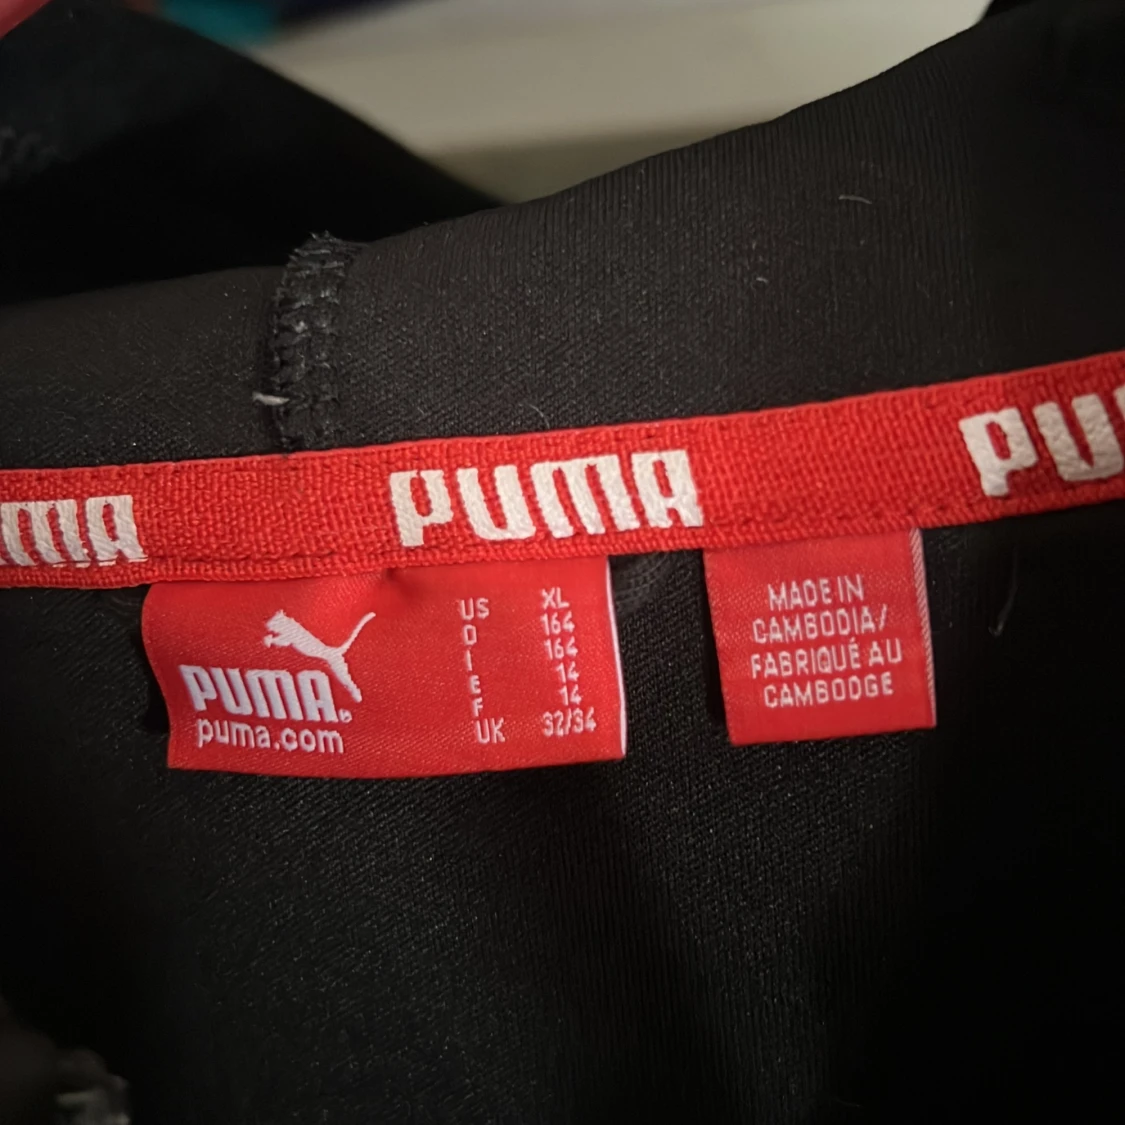 PUMA PUMA PU
PUMA
puma.com
US XL
D 164
I 164
E 14
F 14
UK 32/34
MADE IN
CAMBODIA/
FABRIQUÉ AU
CAMBODGE